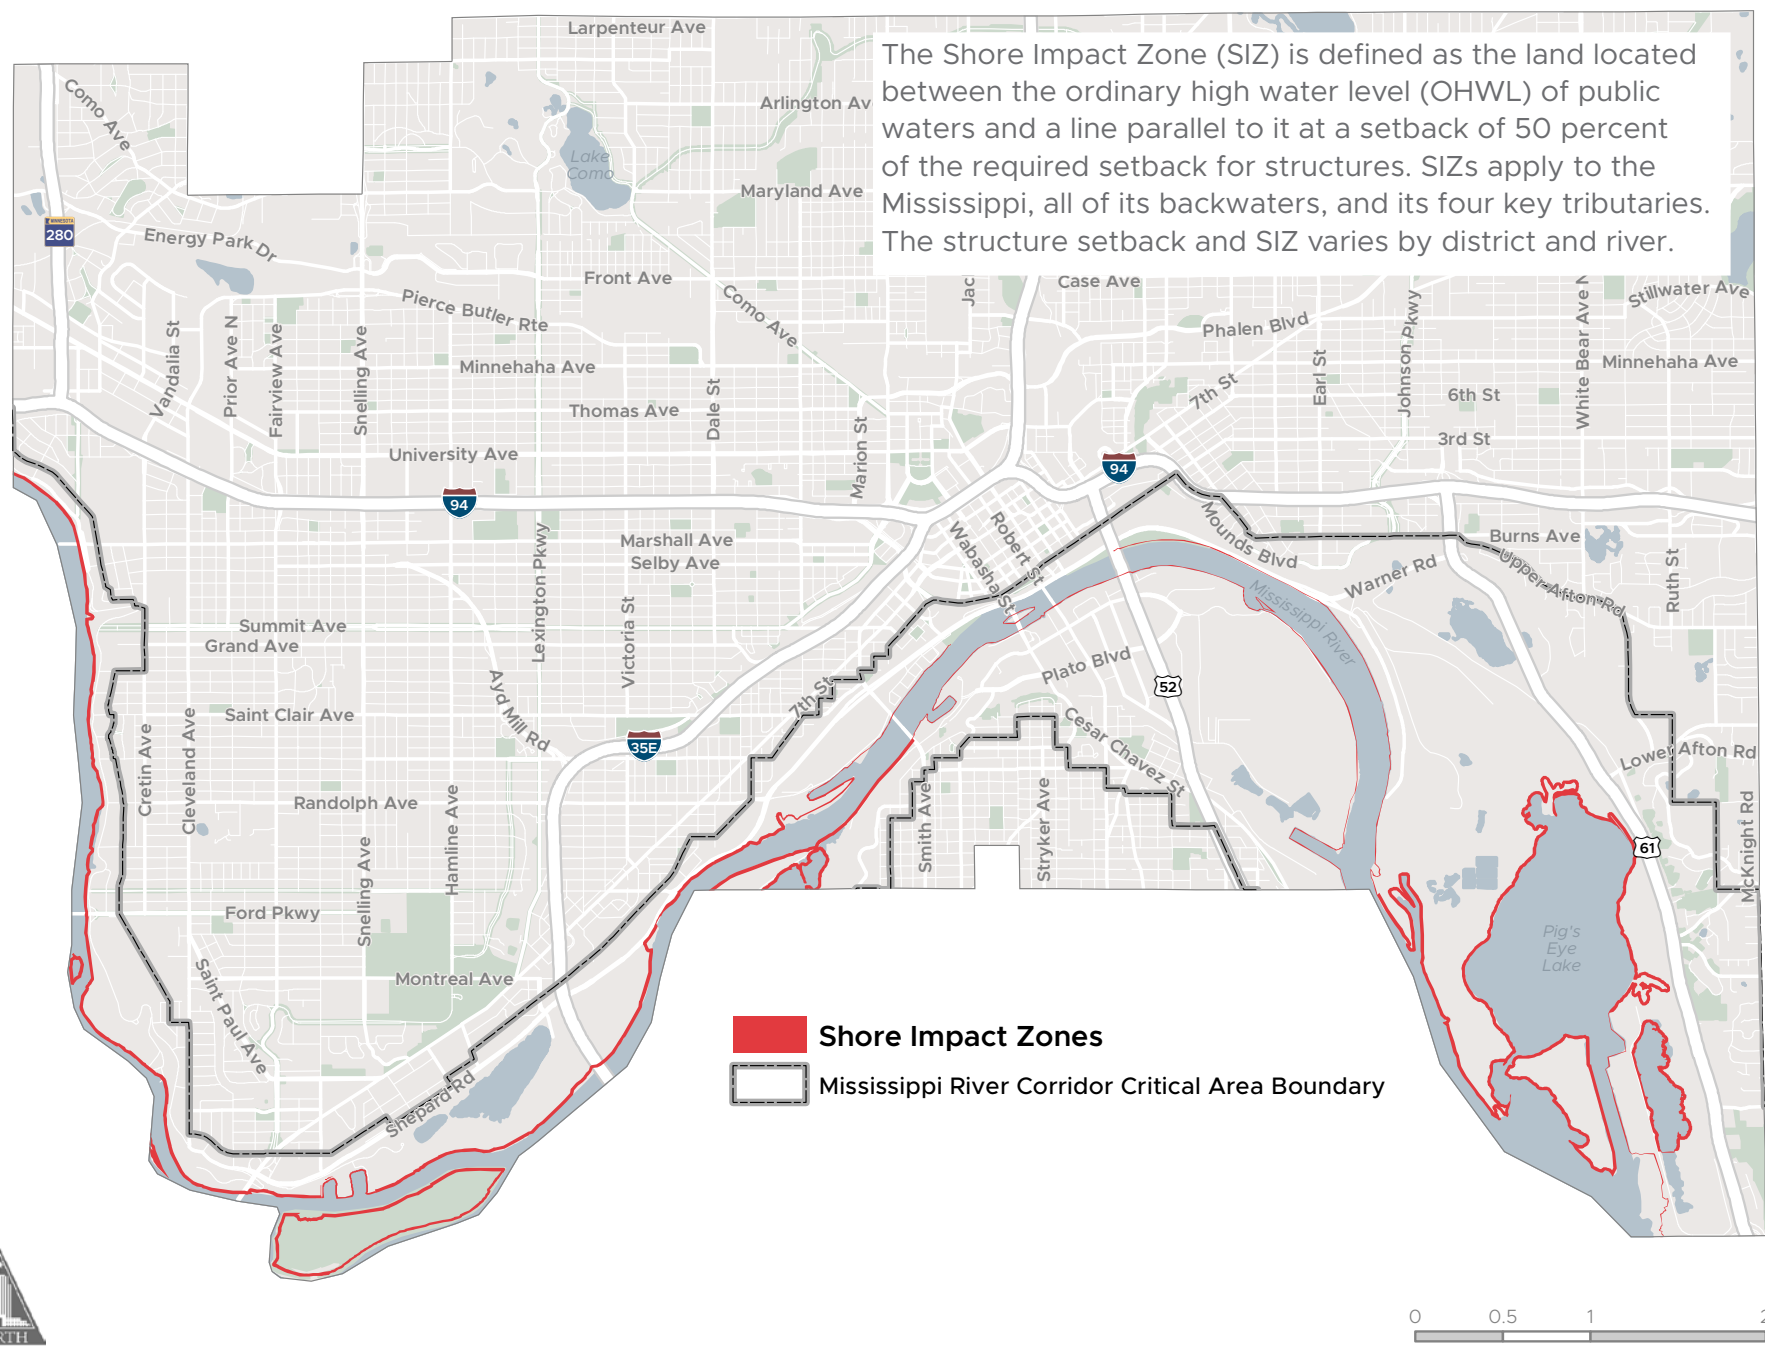 Larpenteur Ave
The Shore Impact Zone (SIZ) is defined as the land located
between the ordinary high water level (OHWL) of public
waters and a line parallel to it at a setback of 50 percent
of the required setback for structures. SIZs apply to the
Mississippi, all of its backwaters, and its four key tributaries.
The structure setback and SIZ varies by district and river.
Como Ave
Arlington Av
Lake
Como
Maryland Ave
MINNESOTA
280
Energy Park Dr
Front Ave
Jac
Case Ave
Stillwater Ave
Pierce Butler Rte
Como Ave
Phalen Blvd
Vandalia St
Prior Ave N
Fairview Ave
Snelling Ave
Minnehaha Ave
Dale St
Earl St
Johnson Pkwy
White Bear Ave N
Minnehaha Ave
7th St
6th St
Thomas Ave
Marion St
3rd St
University Ave
94
94
Lexington Pkwy
Marshall Ave
Selby Ave
Wabasha St
Robert St
Mounds Blvd
Burns Ave
Upper Afton Rd
Ruth St
Warner Rd
Mississippi River
Summit Ave
Grand Ave
Victoria St
Plato Blvd
52
Ayd Mill Rd
7th St
Saint Clair Ave
Cesar Chavez St
Cretin Ave
Cleveland Ave
35E
Lower Afton Rd
Randolph Ave
Hamline Ave
Smith Ave
Stryker Ave
61
McKnight Rd
Snelling Ave
Ford Pkwy
Pig's
Eye
Lake
Saint Paul Ave
Montreal Ave
Shepard Rd
Shore Impact Zones
Mississippi River Corridor Critical Area Boundary
0 0.5 1 2
RTH